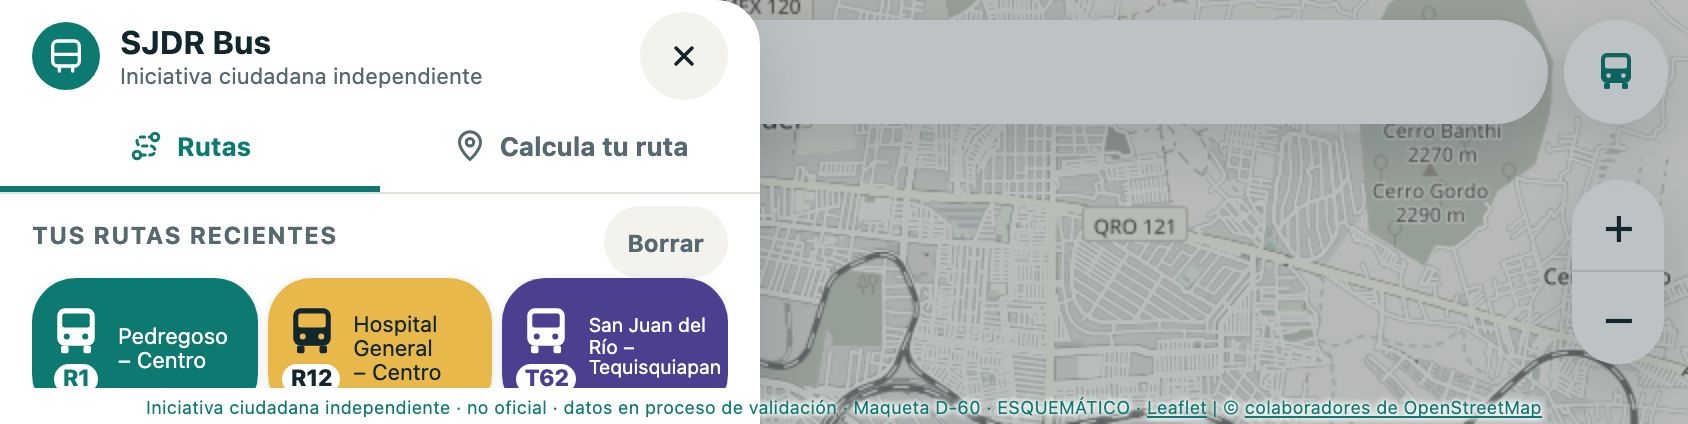 SJDR Bus
Iniciativa ciudadana independiente
Rutas
Calcula tu ruta
TUS RUTAS RECIENTES
Borrar
Pedregoso
– Centro
R1
Hospital
General
– Centro
R12
San Juan del
Río –
Tequisquiapan
T62
120
Cerro Banthi
2270 m
Cerro Gordo
2290 m
QRO 121
+
−
Iniciativa ciudadana independiente · no oficial · datos en proceso de validación · Maqueta D-60 · ESQUEMÁTICO · Leaflet | © colaboradores de OpenStreetMap